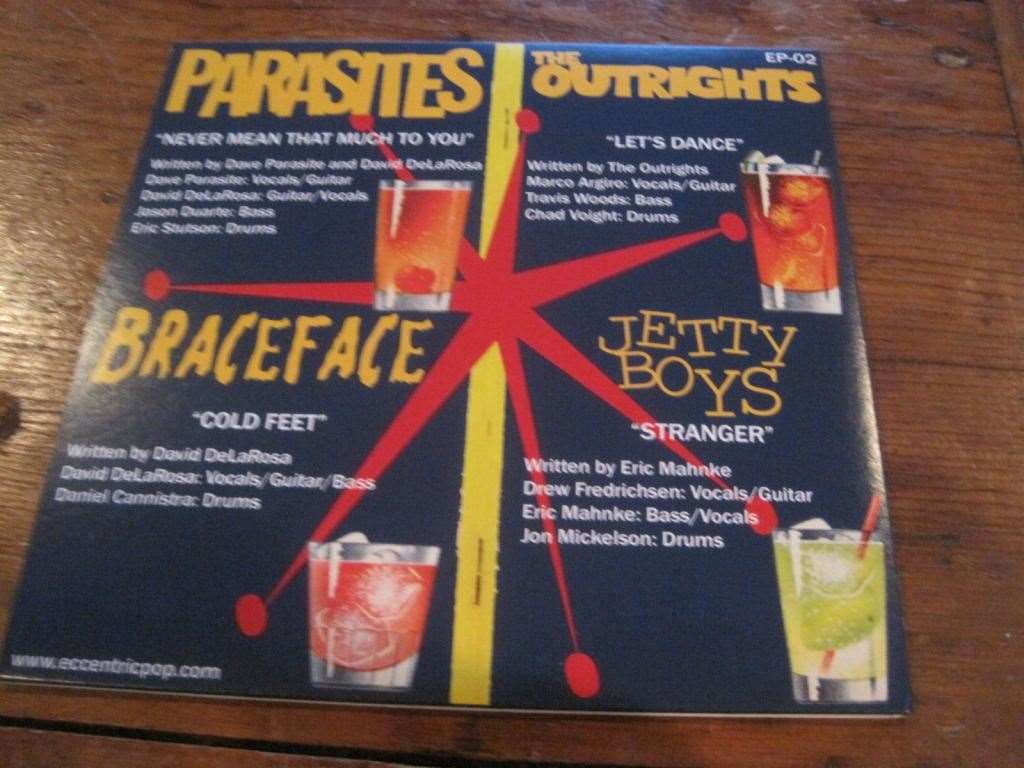 PARASITES
"NEVER MEAN THAT MUCH TO YOU"
Written by Dave Parasite and David DeLaRosa
Dave Parasite: Vocals/Guitar
David DeLaRosa: Guitar/Vocals
Jason Duarte: Bass
Eric Stutson: Drums
EP-02
THE
OUTRIGHTS
"LET'S DANCE"
Written by The Outrights
Marco Argiro: Vocals/Guitar
Travis Woods: Bass
Chad Voight: Drums
BRACEFACE
"COLD FEET"
Written by David DeLaRosa
David DeLaRosa: Vocals/Guitar/Bass
Daniel Cannistra: Drums
JETTY
BOYS
"STRANGER"
Written by Eric Mahnke
Drew Fredrichsen: Vocals/Guitar
Eric Mahnke: Bass/Vocals
Jon Mickelson: Drums
www.eccentricpop.com